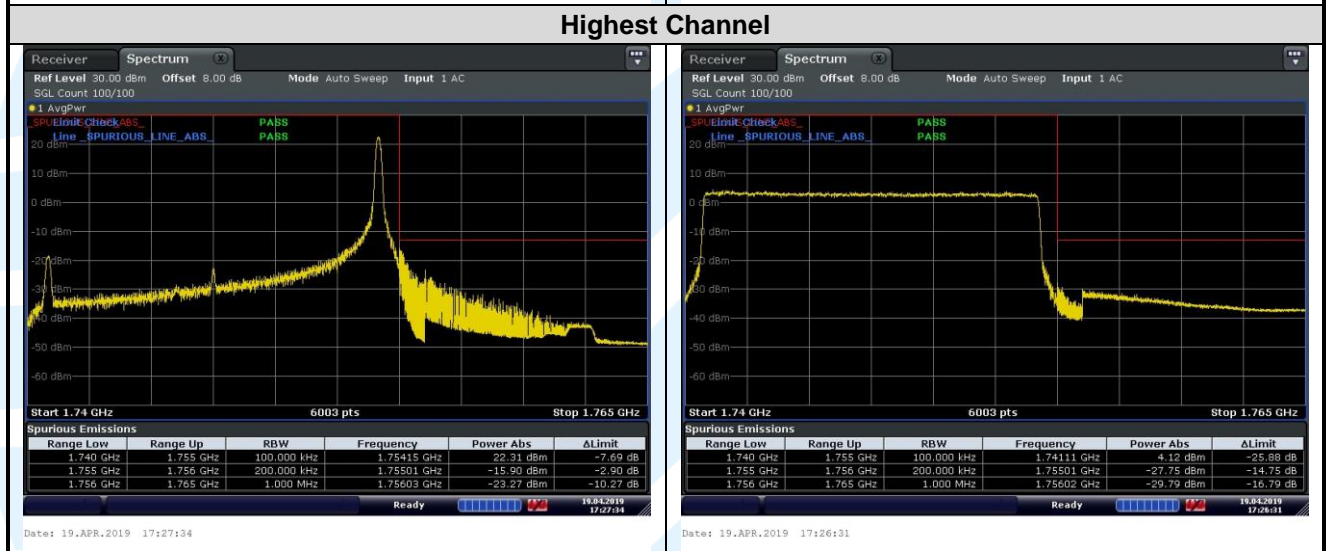 Highest Channel
Receiver Spectrum
Ref Level 30.00 dBm Offset 8.00 dB Mode Auto Sweep Input 1 AC
SGL Count 100/100
1 AvgPwr
Limit Check PASS
Line _SPURIOUS_LINE_ABS_ PASS
20 dBm
10 dBm
0 dBm
-10 dBm
-20 dBm
-30 dBm
-40 dBm
-50 dBm
-60 dBm
Start 1.74 GHz 6003 pts Stop 1.765 GHz
Spurious Emissions
Range Low Range Up RBW Frequency Power Abs ΔLimit
1.740 GHz 1.755 GHz 100.000 kHz 1.75415 GHz 22.31 dBm -7.69 dB
1.755 GHz 1.756 GHz 200.000 kHz 1.75501 GHz -15.90 dBm -2.90 dB
1.756 GHz 1.765 GHz 1.000 MHz 1.75603 GHz -23.27 dBm -10.27 dB
Ready 19.04.2019
17:27:34
Date: 19.APR.2019 17:27:34
Receiver Spectrum
Ref Level 30.00 dBm Offset 8.00 dB Mode Auto Sweep Input 1 AC
SGL Count 100/100
1 AvgPwr
Limit Check PASS
Line _SPURIOUS_LINE_ABS_ PASS
20 dBm
10 dBm
0 dBm
-10 dBm
-20 dBm
-30 dBm
-40 dBm
-50 dBm
-60 dBm
Start 1.74 GHz 6003 pts Stop 1.765 GHz
Spurious Emissions
Range Low Range Up RBW Frequency Power Abs ΔLimit
1.740 GHz 1.755 GHz 100.000 kHz 1.74111 GHz 4.12 dBm -25.88 dB
1.755 GHz 1.756 GHz 200.000 kHz 1.75501 GHz -27.75 dBm -14.75 dB
1.756 GHz 1.765 GHz 1.000 MHz 1.75602 GHz -29.79 dBm -16.79 dB
Ready 19.04.2019
17:26:31
Date: 19.APR.2019 17:26:31